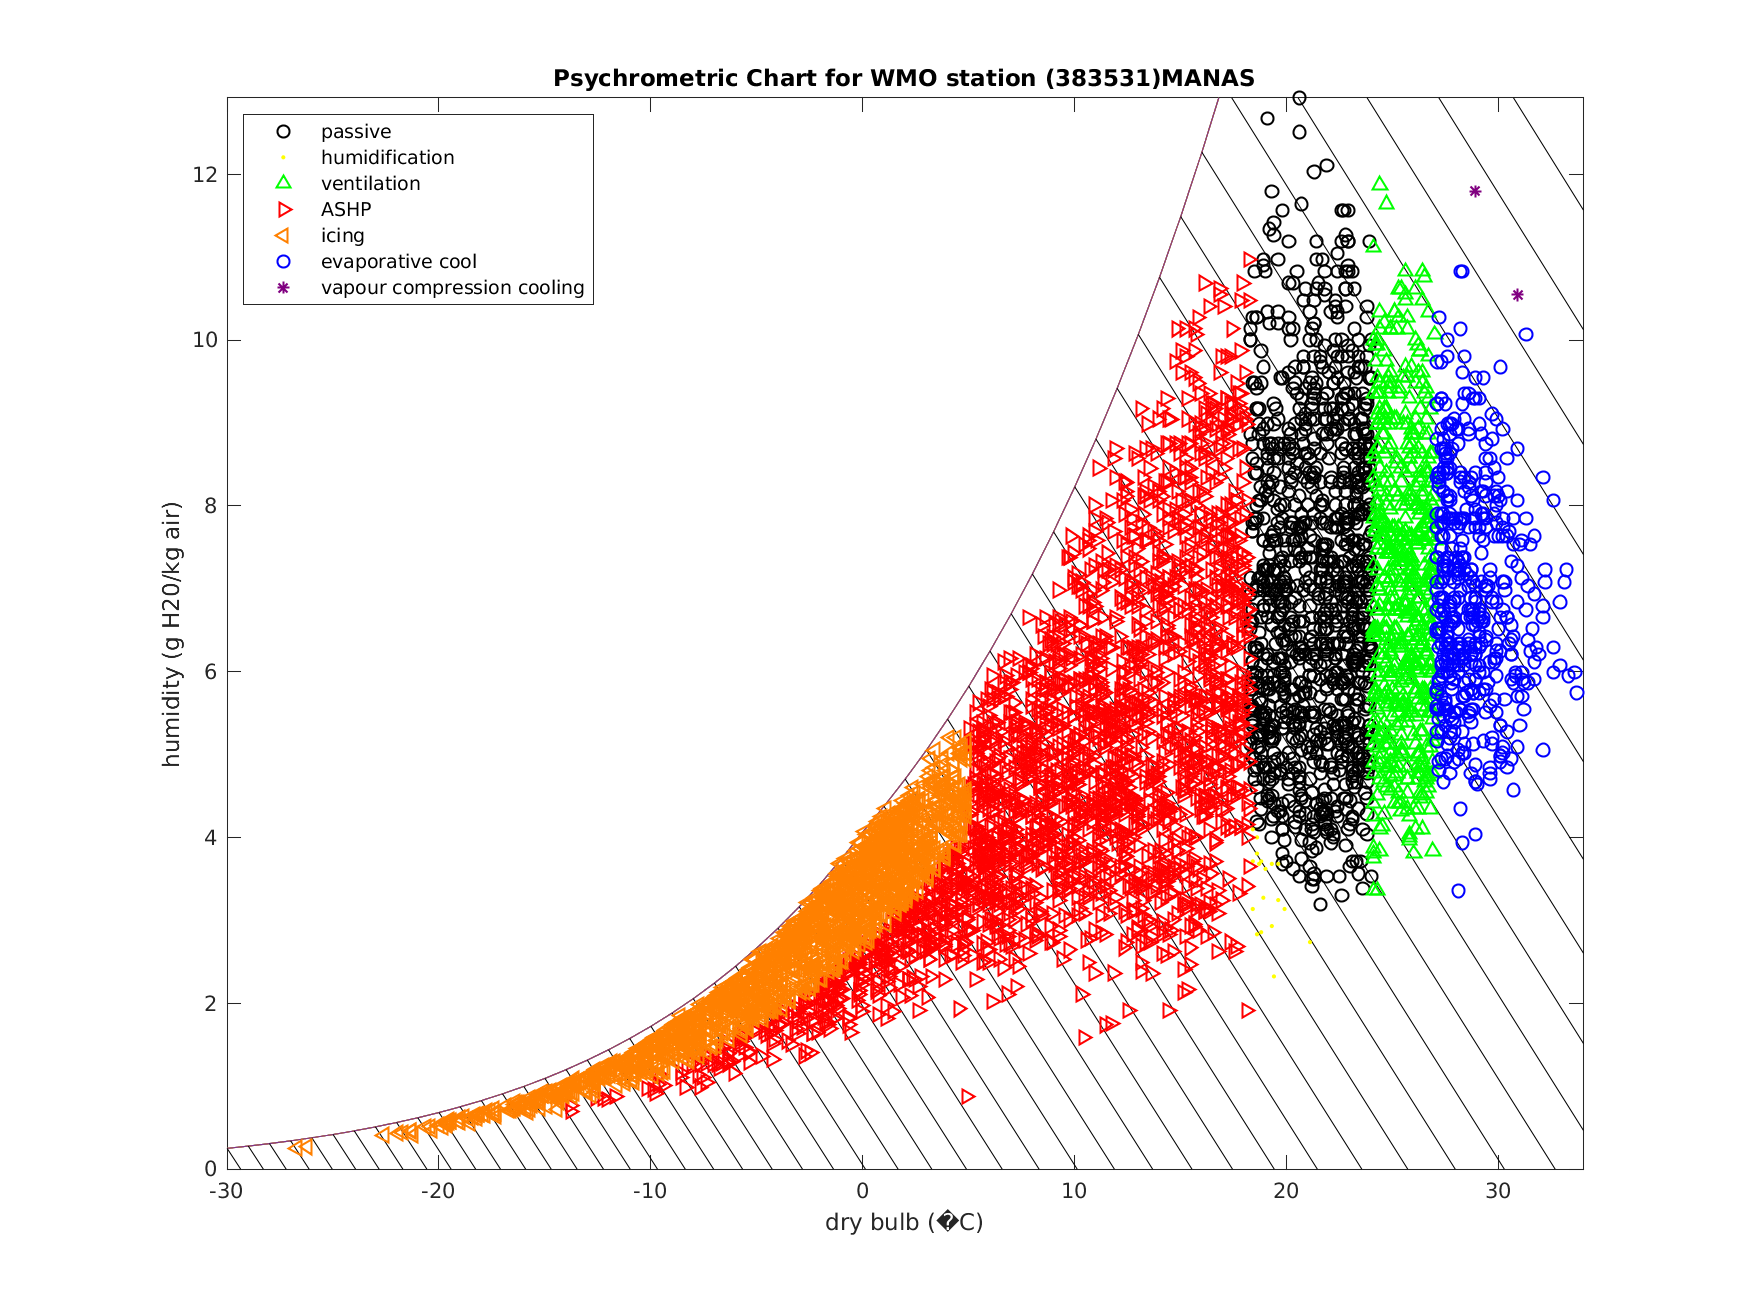 Psychrometric Chart for WMO station (383531)MANAS
passive
humidification
ventilation
ASHP
icing
evaporative cool
vapour compression cooling
humidity (g H20/kg air)
12
10
8
6
4
2
0
-30 -20 -10 0 10 20 30
dry bulb (�C)